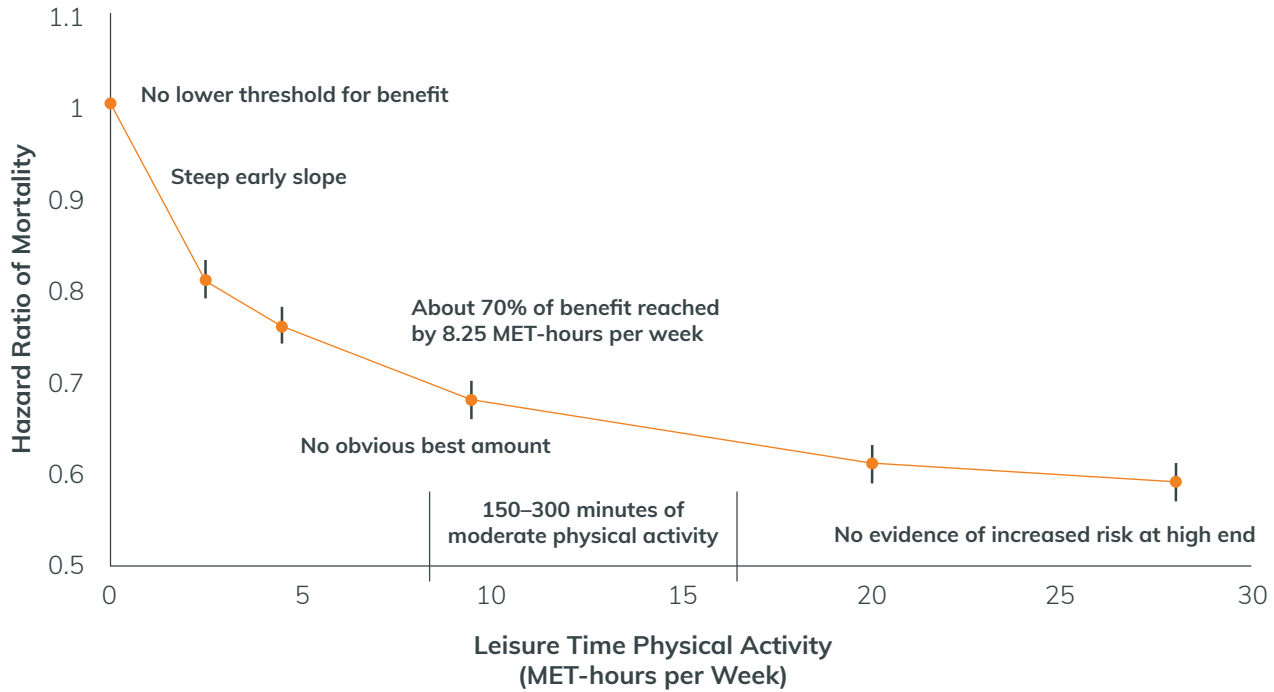 1.1
1
0.9
0.8
0.7
0.6
0.5
Hazard Ratio of Mortality
No lower threshold for benefit
Steep early slope
About 70% of benefit reached
by 8.25 MET-hours per week
No obvious best amount
150–300 minutes of
moderate physical activity
No evidence of increased risk at high end
0
5
10
15
20
25
30
Leisure Time Physical Activity
(MET-hours per Week)